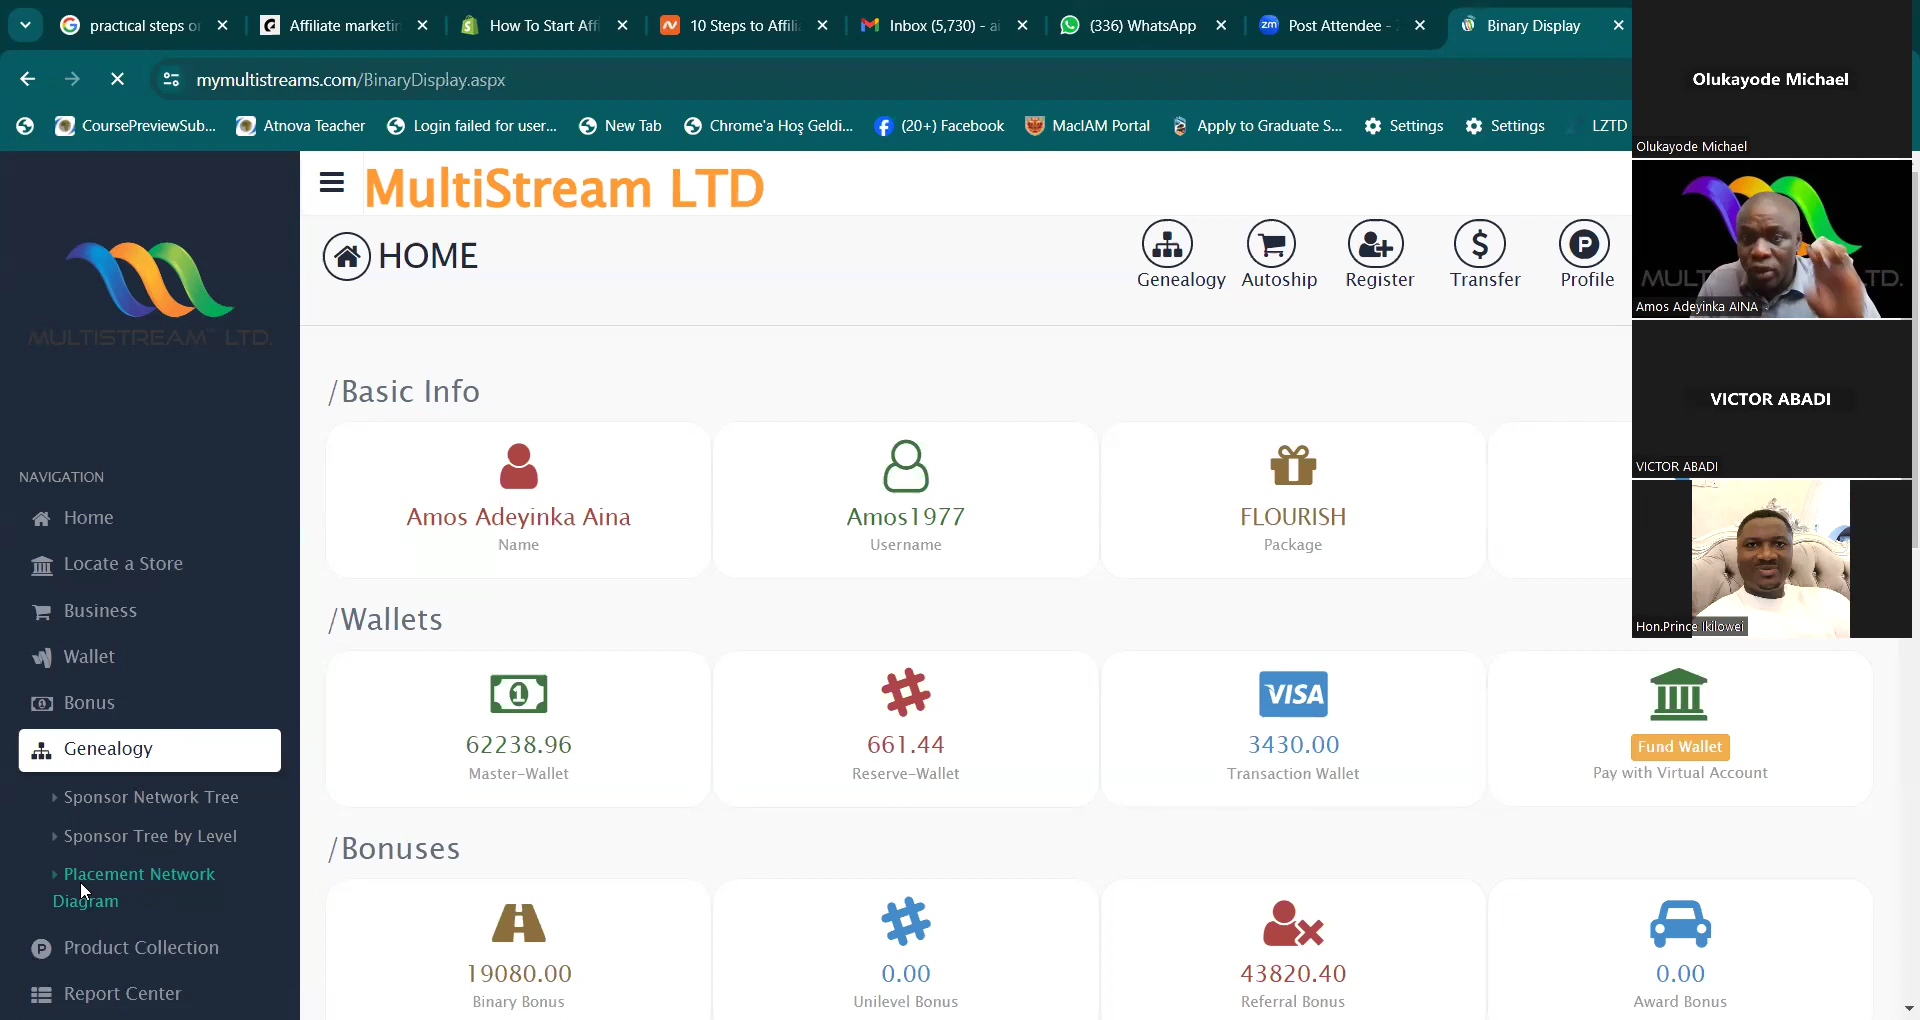 practical steps o
Affiliate marketin
How To Start Affi
10 Steps to Affilia
Inbox (5,730) - ai
(336) WhatsApp
zm
Post Attendee -
Binary Display
mymultistreams.com/BinaryDisplay.aspx
CoursePreviewSub...
Atnova Teacher
Login failed for user...
New Tab
Chrome'a Hoş Geldi...
(20+) Facebook
MacIAM Portal
Apply to Graduate S...
Settings
Settings
LZTD
MULTISTREAM LTD.
NAVIGATION
Home
Locate a Store
Business
Wallet
Bonus
Genealogy
Sponsor Network Tree
Sponsor Tree by Level
Placement Network
Diagram
Product Collection
Report Center
MultiStream LTD
HOME
Genealogy
Autoship
Register
Transfer
Profile
/Basic Info
Amos Adeyinka Aina
Name
Amos1977
Username
FLOURISH
Package
/Wallets
62238.96
Master-Wallet
661.44
Reserve-Wallet
VISA
3430.00
Transaction Wallet
Fund Wallet
Pay with Virtual Account
/Bonuses
19080.00
Binary Bonus
0.00
Unilevel Bonus
43820.40
Referral Bonus
0.00
Award Bonus
Olukayode Michael
Olukayode Michael
Amos Adeyinka AINA
VICTOR ABADI
VICTOR ABADI
Hon.Prince Ikilowei